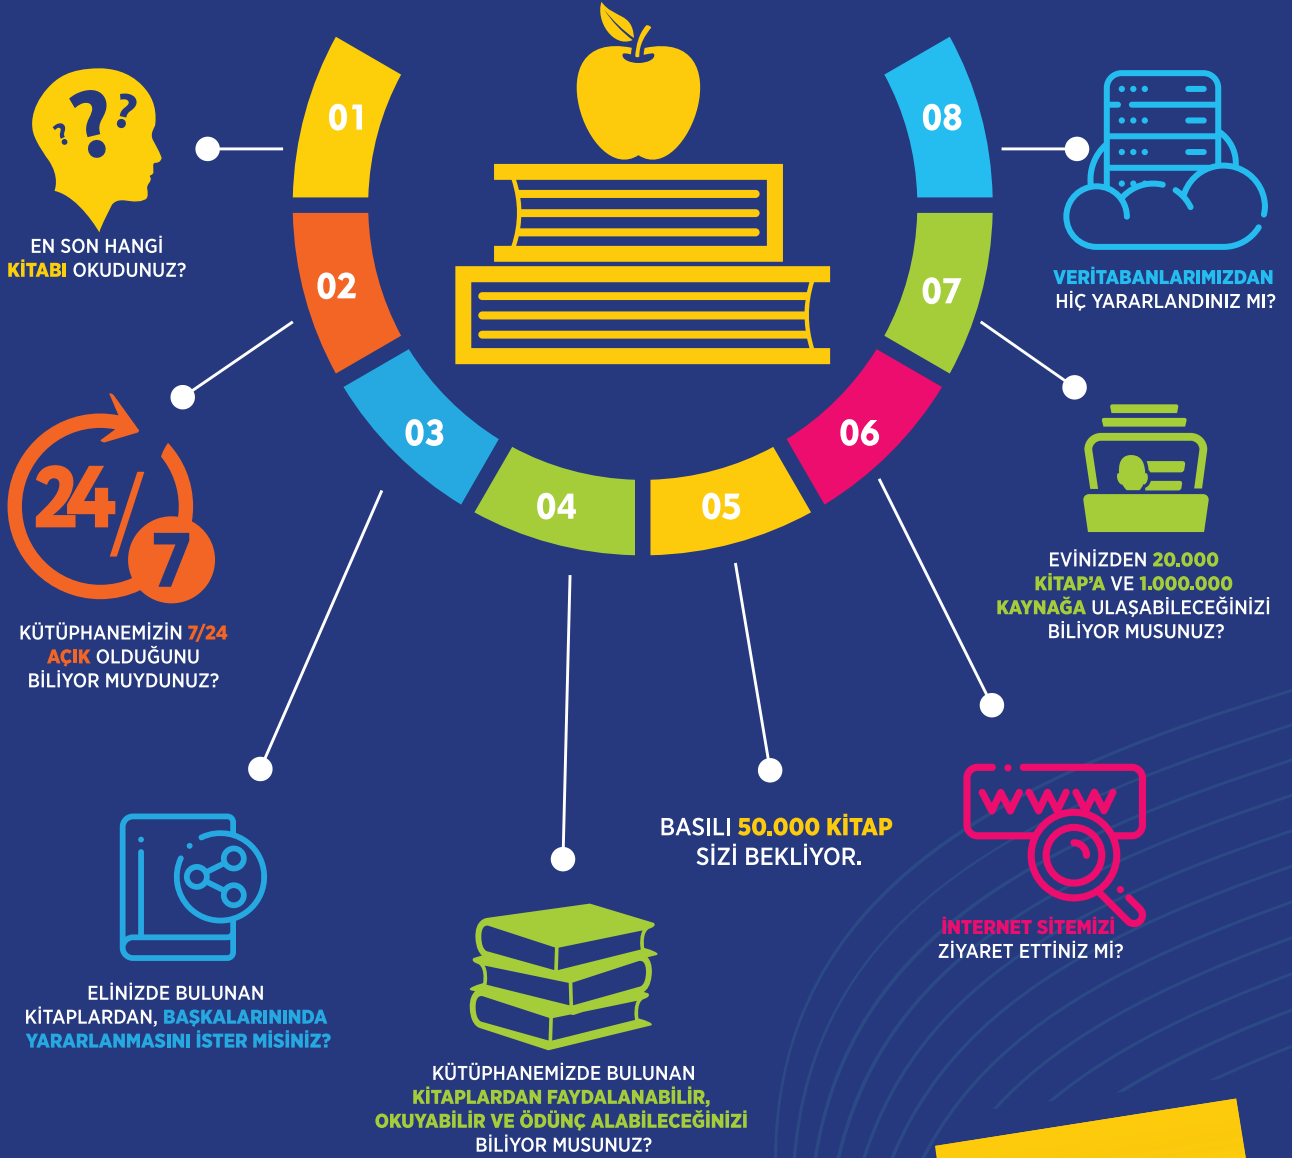 01
EN SON HANGİ
KİTABI OKUDUNUZ?
02
24/7
KÜTÜPHANEMİZİN 7/24
AÇIK OLDUĞUNU
BİLİYOR MUYDUNUZ?
03
ELİNİZDE BULUNAN
KİTAPLARDAN, BAŞKALARININDA
YARARLANMASINI İSTER MİSİNİZ?
04
KÜTÜPHANEMİZDE BULUNAN
KİTAPLARDAN FAYDALANABİLİR,
OKUYABİLİR VE ÖDÜNÇ ALABİLECEĞİNİZİ
BİLİYOR MUSUNUZ?
05
BASILI 50.000 KİTAP
SİZİ BEKLİYOR.
06
WWW
İNTERNET SİTEMİZİ
ZİYARET ETTİNİZ Mİ?
07
EVİNİZDEN 20.000
KİTAP'A VE 1.000.000
KAYNAĞA ULAŞABİLECEĞİNİZİ
BİLİYOR MUSUNUZ?
08
VERİTABANLARIMIZDAN
HİÇ YARARLANDINIZ MI?